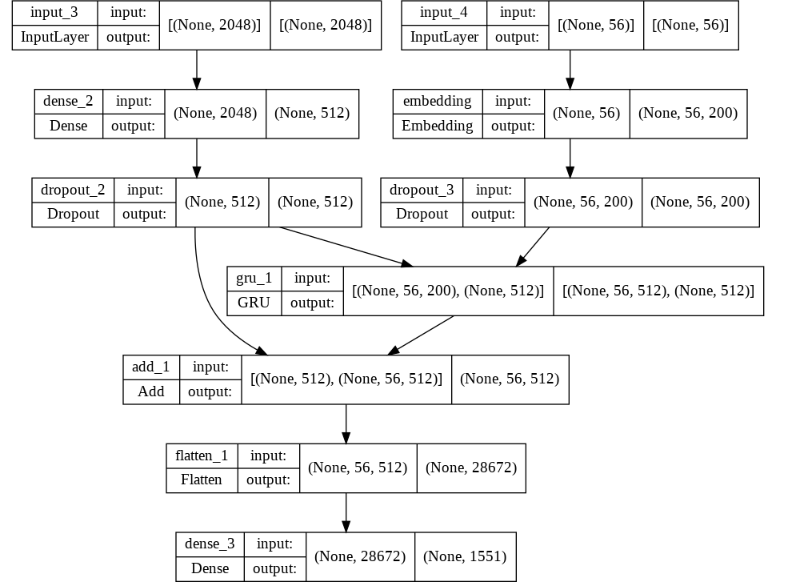 input_3 input: [(None, 2048)] [(None, 2048)]
InputLayer output:
input_4 input: [(None, 56)] [(None, 56)]
InputLayer output:
dense_2 input: (None, 2048) (None, 512)
Dense output:
embedding input: (None, 56) (None, 56, 200)
Embedding output:
dropout_2 input: (None, 512) (None, 512)
Dropout output:
dropout_3 input: (None, 56, 200) (None, 56, 200)
Dropout output:
gru_1 input: [(None, 56, 200), (None, 512)] [(None, 56, 512), (None, 512)]
GRU output:
add_1 input: [(None, 512), (None, 56, 512)] (None, 56, 512)
Add output:
flatten_1 input: (None, 56, 512) (None, 28672)
Flatten output:
dense_3 input: (None, 28672) (None, 1551)
Dense output: